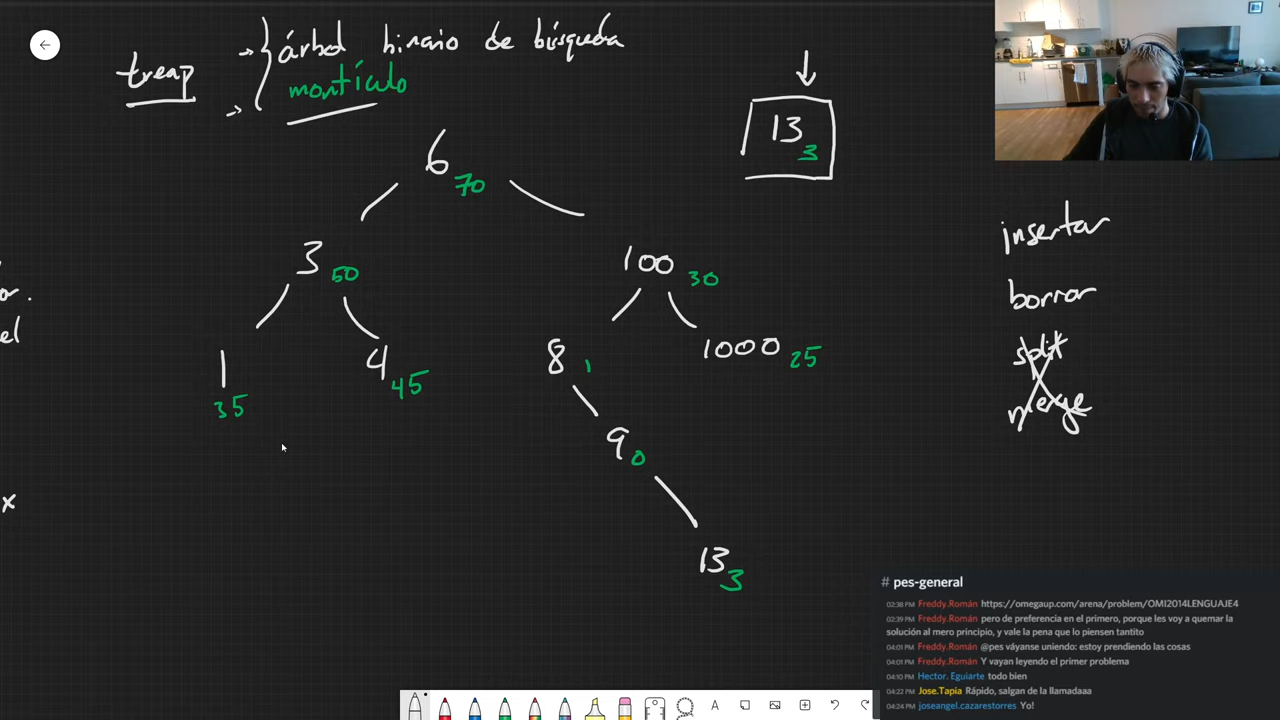 treap
árbol binario de búsqueda
montículo
13
3
6
70
3
50
100
30
1
35
4
45
8
1
1000
25
9
0
13
3
or.
el
x
insertar
borrar
split
merge
# pes-general
02:38 PM Freddy.Román https://omegaup.com/arena/problem/OMI2014LENGUAJE4
02:39 PM Freddy.Román pero de preferencia en el primero, porque les voy a quemar la
solución al mero principio, y vale la pena que lo piensen tantito
04:01 PM Freddy.Román @pes váyanse uniendo: estoy prendiendo las cosas
04:01 PM Freddy.Román Y vayan leyendo el primer problema
04:10 PM Hector. Eguiarte todo bien
04:22 PM Jose.Tapia Rápido, salgan de la llamadaaa
04:24 PM joseangel.cazarestorres Yo!
A